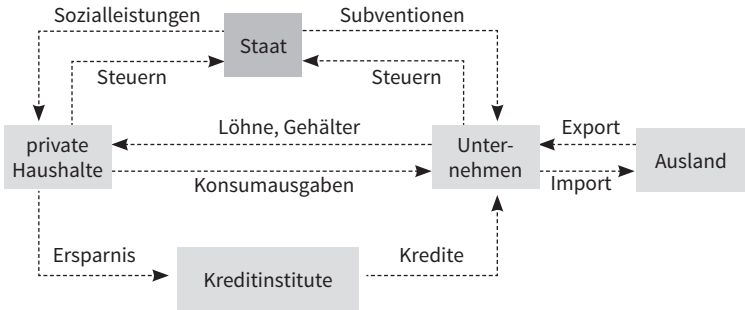 Sozialleistungen
Subventionen
Staat
Steuern
Steuern
private
Haushalte
Löhne, Gehälter
Konsumausgaben
Unter-
nehmen
Export
Import
Ausland
Ersparnis
Kreditinstitute
Kredite